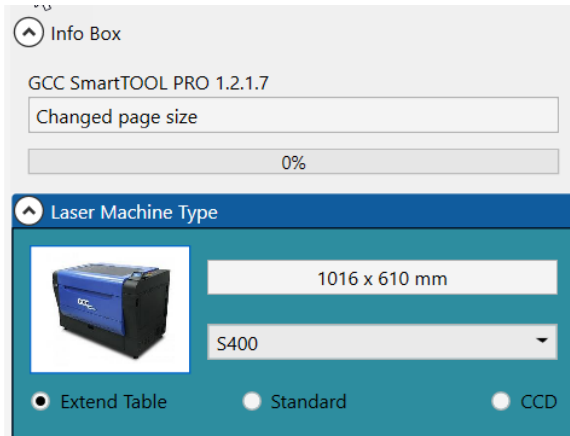 Info Box
GCC SmartTOOL PRO 1.2.1.7
Changed page size
0%
Laser Machine Type
GCC
1016 x 610 mm
S400
Extend Table
Standard
CCD